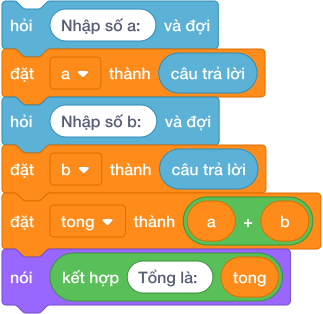 hỏi Nhập số a: và đợi
đặt a thành câu trả lời
hỏi Nhập số b: và đợi
đặt b thành câu trả lời
đặt tong thành a + b
nói kết hợp Tổng là: tong